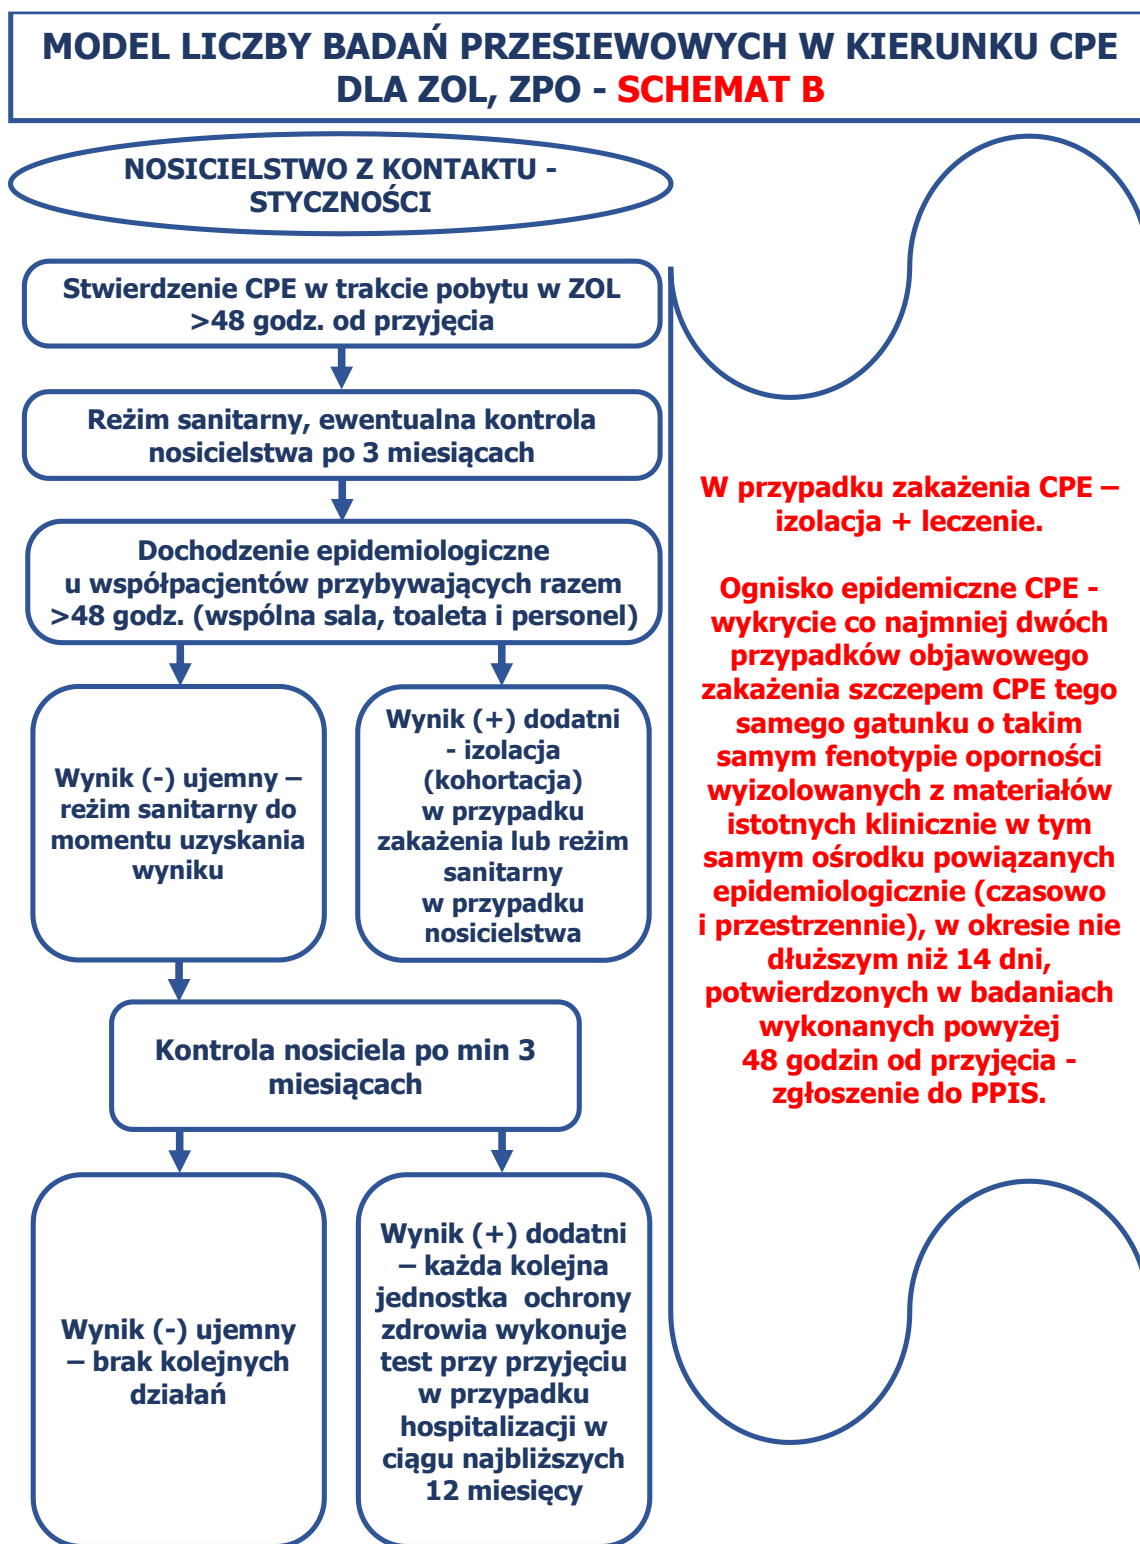 MODEL LICZBY BADAŃ PRZESIEWOWYCH W KIERUNKU CPE
DLA ZOL, ZPO - SCHEMAT B
NOSICIELSTWO Z KONTAKTU -
STYCZNOŚCI
Stwierdzenie CPE w trakcie pobytu w ZOL
>48 godz. od przyjęcia
Reżim sanitarny, ewentualna kontrola
nosicielstwa po 3 miesiącach
Dochodzenie epidemiologiczne
u współpacjentów przybywających razem
>48 godz. (wspólna sala, toaleta i personel)
Wynik (-) ujemny –
reżim sanitarny do
momentu uzyskania
wyniku
Wynik (+) dodatni
- izolacja
(kohortacja)
w przypadku
zakażenia lub reżim
sanitarny
w przypadku
nosicielstwa
Kontrola nosiciela po min 3
miesiącach
Wynik (-) ujemny
– brak kolejnych
działań
Wynik (+) dodatni
– każda kolejna
jednostka ochrony
zdrowia wykonuje
test przy przyjęciu
w przypadku
hospitalizacji w
ciągu najbliższych
12 miesięcy
W przypadku zakażenia CPE –
izolacja + leczenie.
Ognisko epidemiczne CPE -
wykrycie co najmniej dwóch
przypadków objawowego
zakażenia szczepem CPE tego
samego gatunku o takim
samym fenotypie oporności
wyizolowanych z materiałów
istotnych klinicznie w tym
samym ośrodku powiązanych
epidemiologicznie (czasowo
i przestrzennie), w okresie nie
dłuższym niż 14 dni,
potwierdzonych w badaniach
wykonanych powyżej
48 godzin od przyjęcia -
zgłoszenie do PPIS.